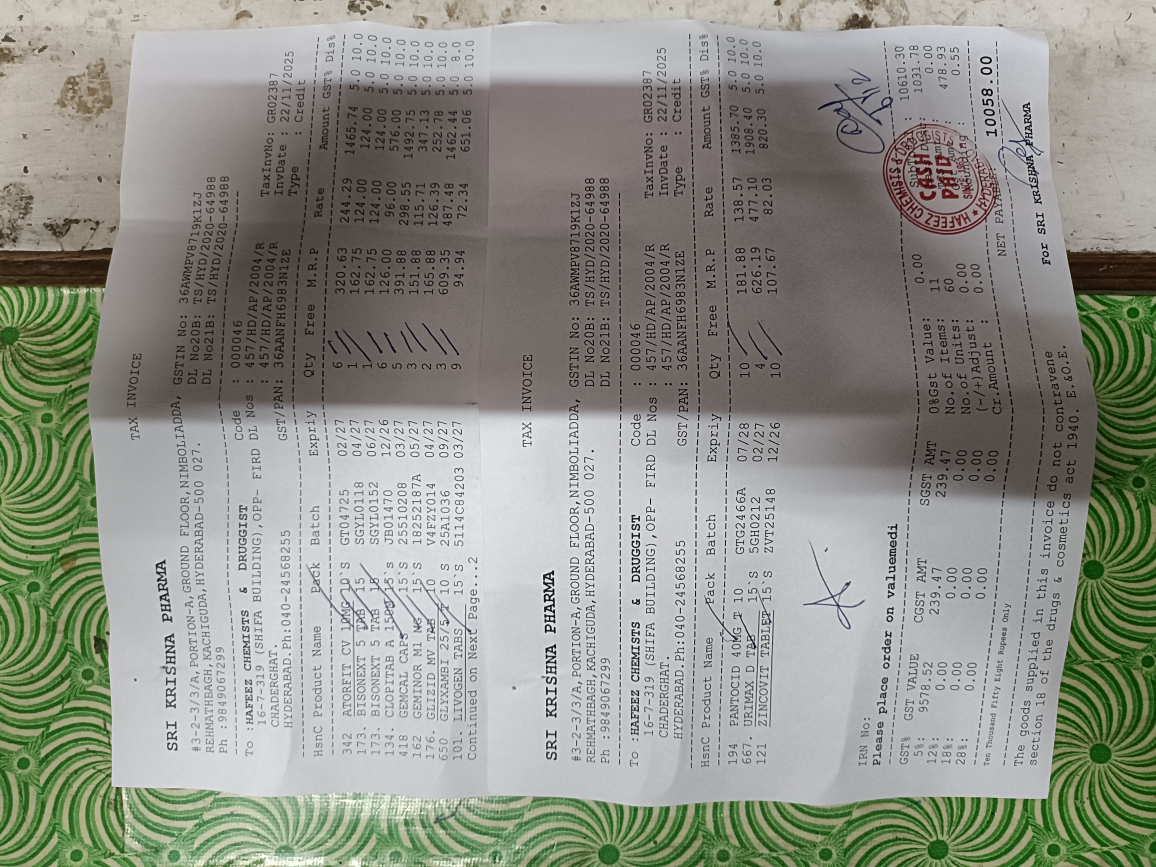 TAX INVOICE
SRI KRISHNA PHARMA
#3-2-3/3/A,PORTION-A,GROUND FLOOR,NIMBOLIADDA, GSTIN No: 36AWMPV8719K1ZJ
REHMATHBAGH,KACHIGUDA,HYDERABAD-500 027. DL No20B: TS/HYD/2020-64988
Ph :9849067299 DL No21B: TS/HYD/2020-64988
To :HAFEEZ CHEMISTS & DRUGGIST Code : 000046 TaxInvNo: GR02387
16-7-319 (SHIFA BUILDING),OPP- FIRD DL Nos : 457/HD/AP/2004/R InvDate : 22/11/2025
CHADERGHAT. : 457/HD/AP/2004/R Type : Credit
HYDERABAD.Ph:040-24568255 GST/PAN: 36AANFH6983N1ZE
HsnC Product Name Pack Batch Expriy Qty Free M.R.P Rate Amount GST% Dis%
342 ATORFIT CV 10MG 10`S GT04725 02/27 6 320.63 244.29 1465.74 5.0 10.0
173. BISONEXT 5 TAB 15 SGYL0118 04/27 1 162.75 124.00 124.00 5.0 10.0
173. BISONEXT 5 TAB 15 SGYL0152 06/27 1 162.75 124.00 124.00 5.0 10.0
134. CLOPITAB A 150M 15`S JB01470 12/26 6 126.00 96.00 576.00 5.0 10.0
418 GEMCAL CAPS 15`S 25510208 03/27 5 391.88 298.55 1492.75 5.0 10.0
162 GEMINOR M1 NS 15`S 18252187A 05/27 3 151.88 115.71 347.13 5.0 10.0
176. GLIZID MV TAB 10 V4FZY014 04/27 2 165.88 126.39 252.78 5.0 10.0
650 GLYXAMBI 25/5 T 10 S 25A1036 09/27 3 609.35 487.48 1462.44 5.0 8.0
101. LIVOGEN TABS 15`S 5114C84203 03/27 9 94.94 72.34 651.06 5.0 10.0
Continued on Next Page...2
TAX INVOICE
SRI KRISHNA PHARMA
#3-2-3/3/A,PORTION-A,GROUND FLOOR,NIMBOLIADDA, GSTIN No: 36AWMPV8719K1ZJ
REHMATHBAGH,KACHIGUDA,HYDERABAD-500 027. DL No20B: TS/HYD/2020-64988
Ph :9849067299 DL No21B: TS/HYD/2020-64988
To :HAFEEZ CHEMISTS & DRUGGIST Code : 000046 TaxInvNo: GR02387
16-7-319 (SHIFA BUILDING),OPP- FIRD DL Nos : 457/HD/AP/2004/R InvDate : 22/11/2025
CHADERGHAT. : 457/HD/AP/2004/R Type : Credit
HYDERABAD.Ph:040-24568255 GST/PAN: 36AANFH6983N1ZE
HsnC Product Name Pack Batch Expriy Qty Free M.R.P Rate Amount GST% Dis%
194 PANTOCID 40MG T 10 GTG2466A 07/28 10 181.88 138.57 1385.70 5.0 10.0
667. URIMAX D TAB 15`S 5GH0212 02/27 4 626.19 477.10 1908.40 5.0 10.0
121 ZINCOVIT TABLET 15`S ZVT25148 12/26 10 107.67 82.03 820.30 5.0 10.0
IRN No:
Please place order on valuemedi
GST% GST VALUE CGST AMT SGST AMT 0%Gst Value: 0.00 10610.30
5%: 9578.52 239.47 239.47 No.of Items: 11 1031.78
12%: 0.00 0.00 0.00 No.of Units: 60 0.00
18%: 0.00 0.00 0.00 (-/+)Adjust: 0.00 478.93
28%: 0.00 0.00 0.00 Cr.Amount : 0.00 0.55
HAFEEZ CHEMISTS & DRUGGISTS
CASH
PAID
Ten Thousand Fifty Eight Rupees Only NET PAYABLE 10058.00
The goods supplied in this invoice do not contravene For SRI KRISHNA PHARMA
section 18 of the drugs & cosmetics act 1940. E.&O.E.